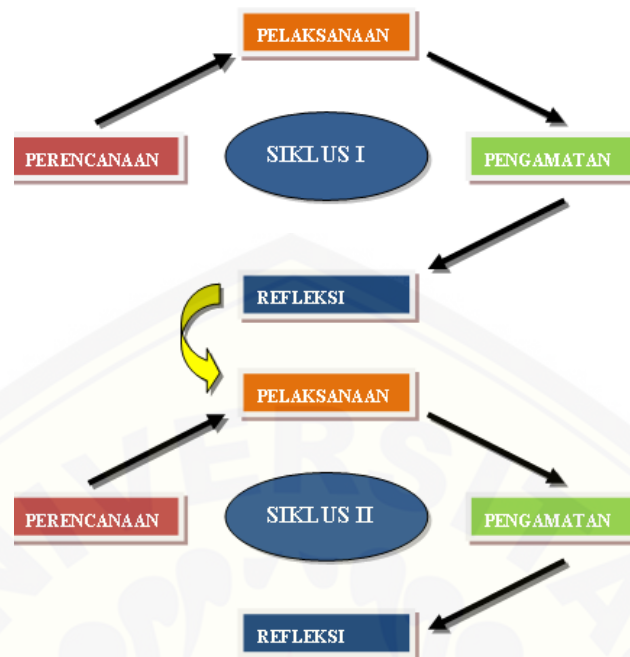 PELAKSANAAN
PERENCANAAN
SIKLUS I
PENGAMATAN
REFLEKSI
PELAKSANAAN
PERENCANAAN
SIKLUS II
PENGAMATAN
REFLEKSI